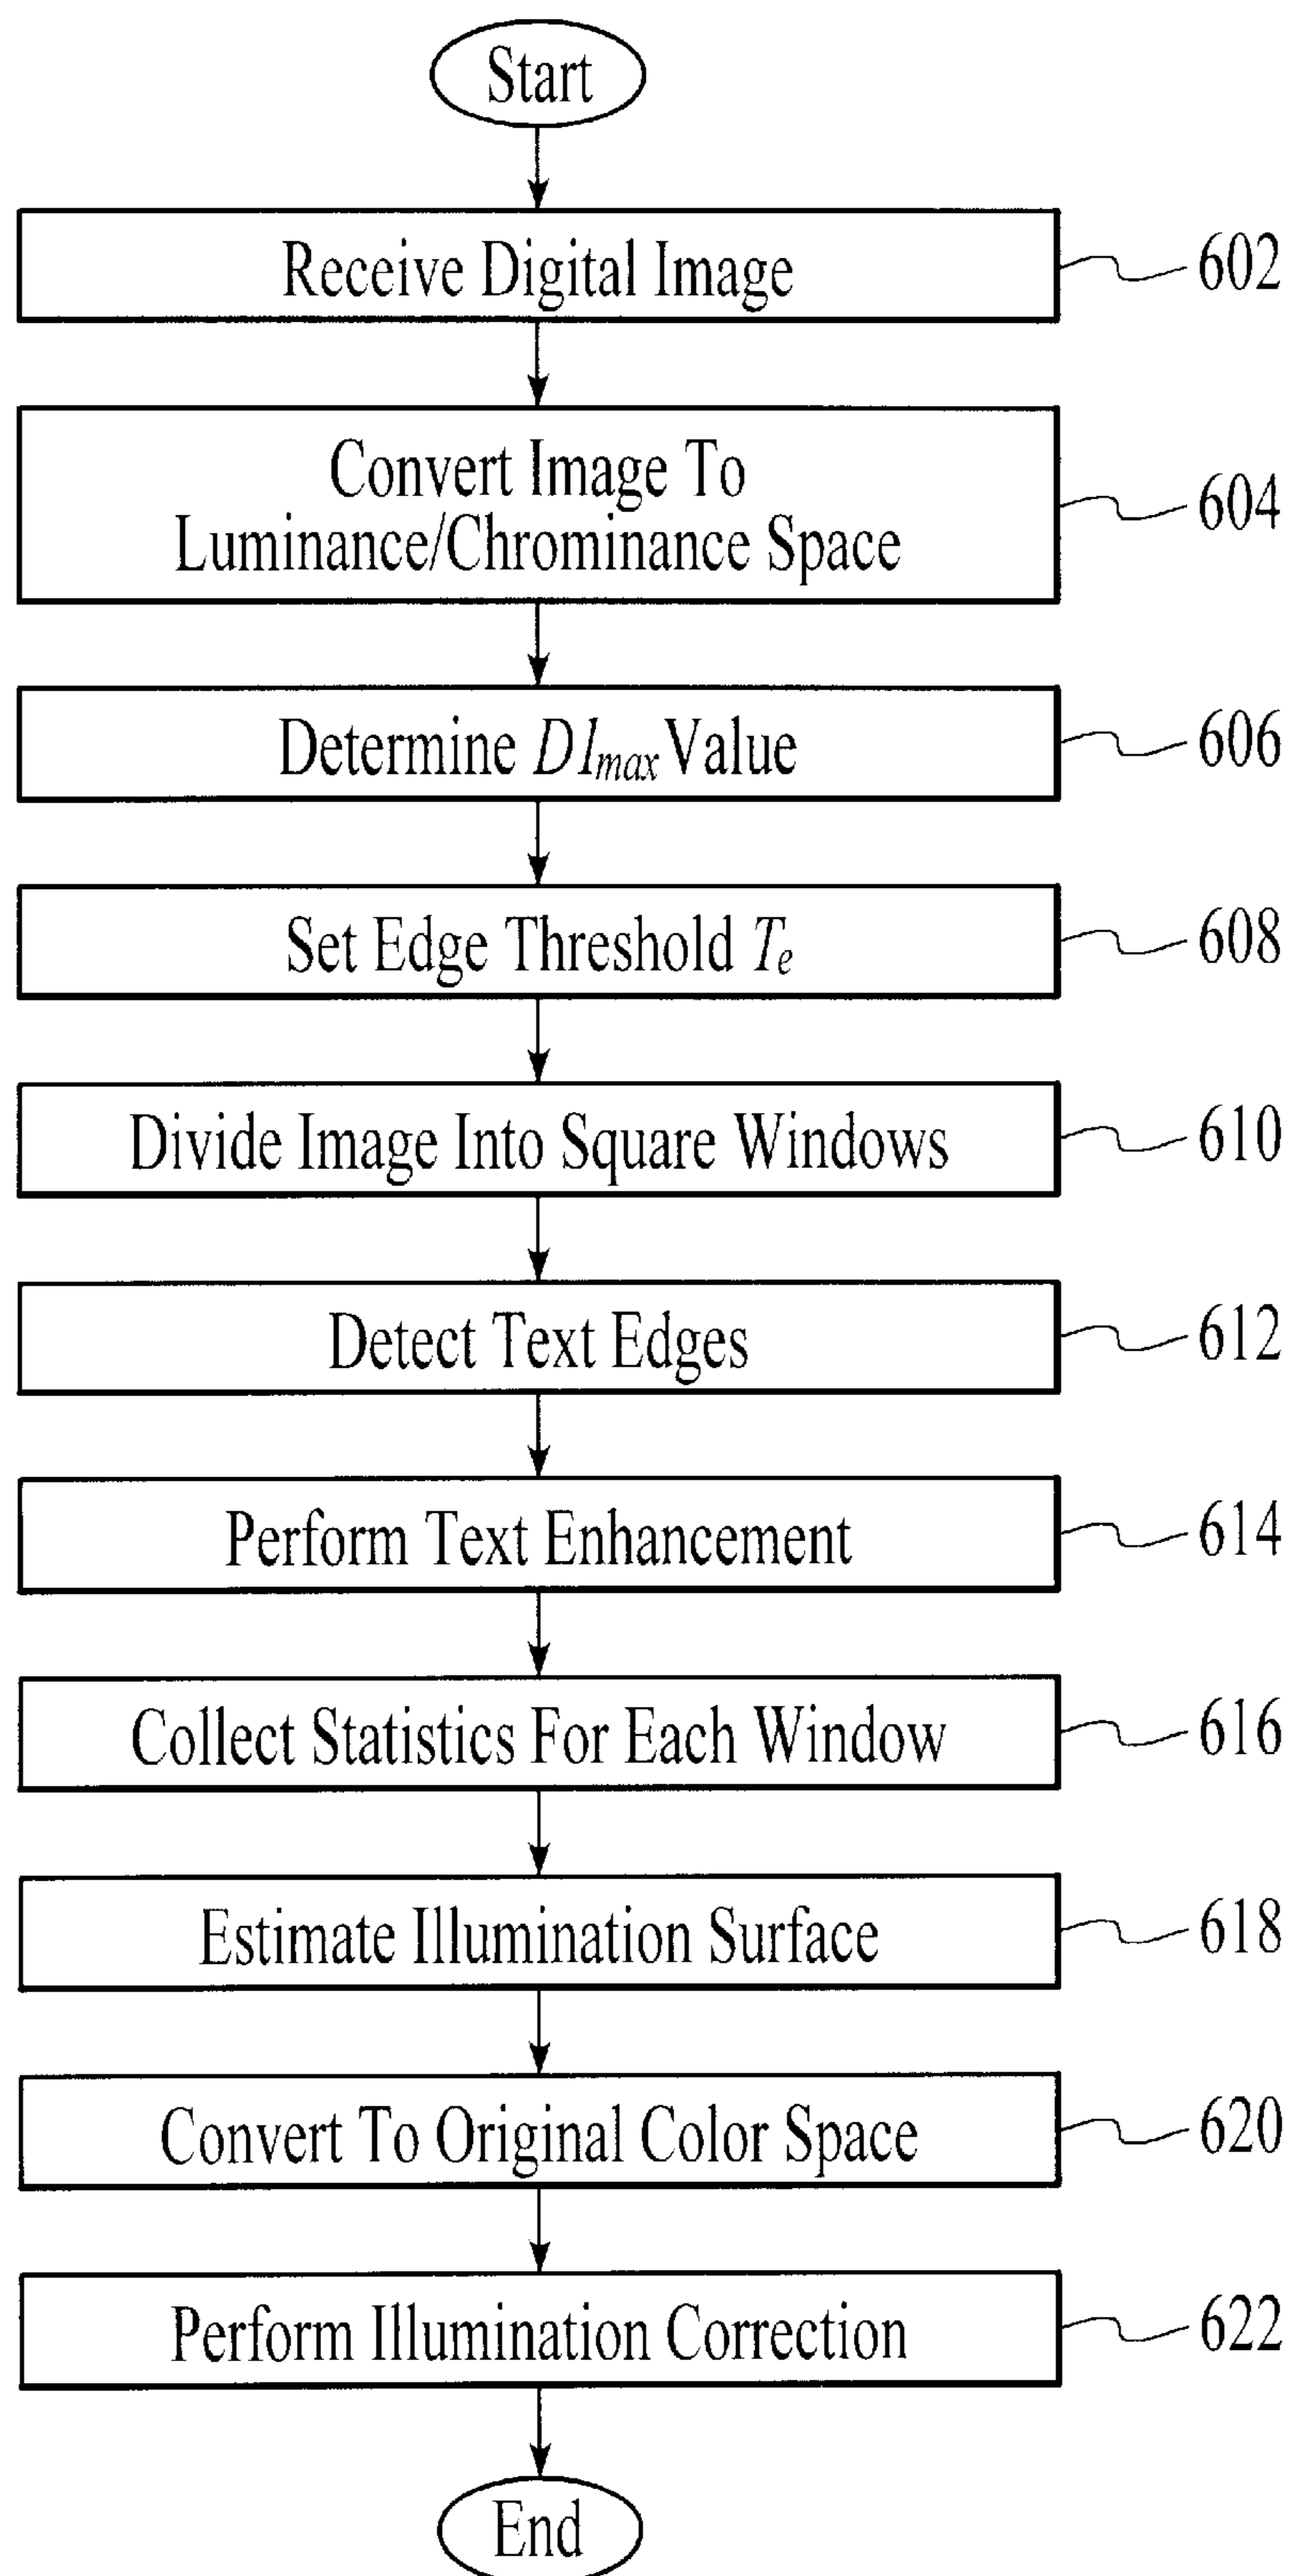 Start
Receive Digital Image
602
Convert Image To
Luminance/Chrominance Space
604
Determine D1max Value
606
Set Edge Threshold Te
608
Divide Image Into Square Windows
610
Detect Text Edges
612
Perform Text Enhancement
614
Collect Statistics For Each Window
616
Estimate Illumination Surface
618
Convert To Original Color Space
620
Perform Illumination Correction
622
End